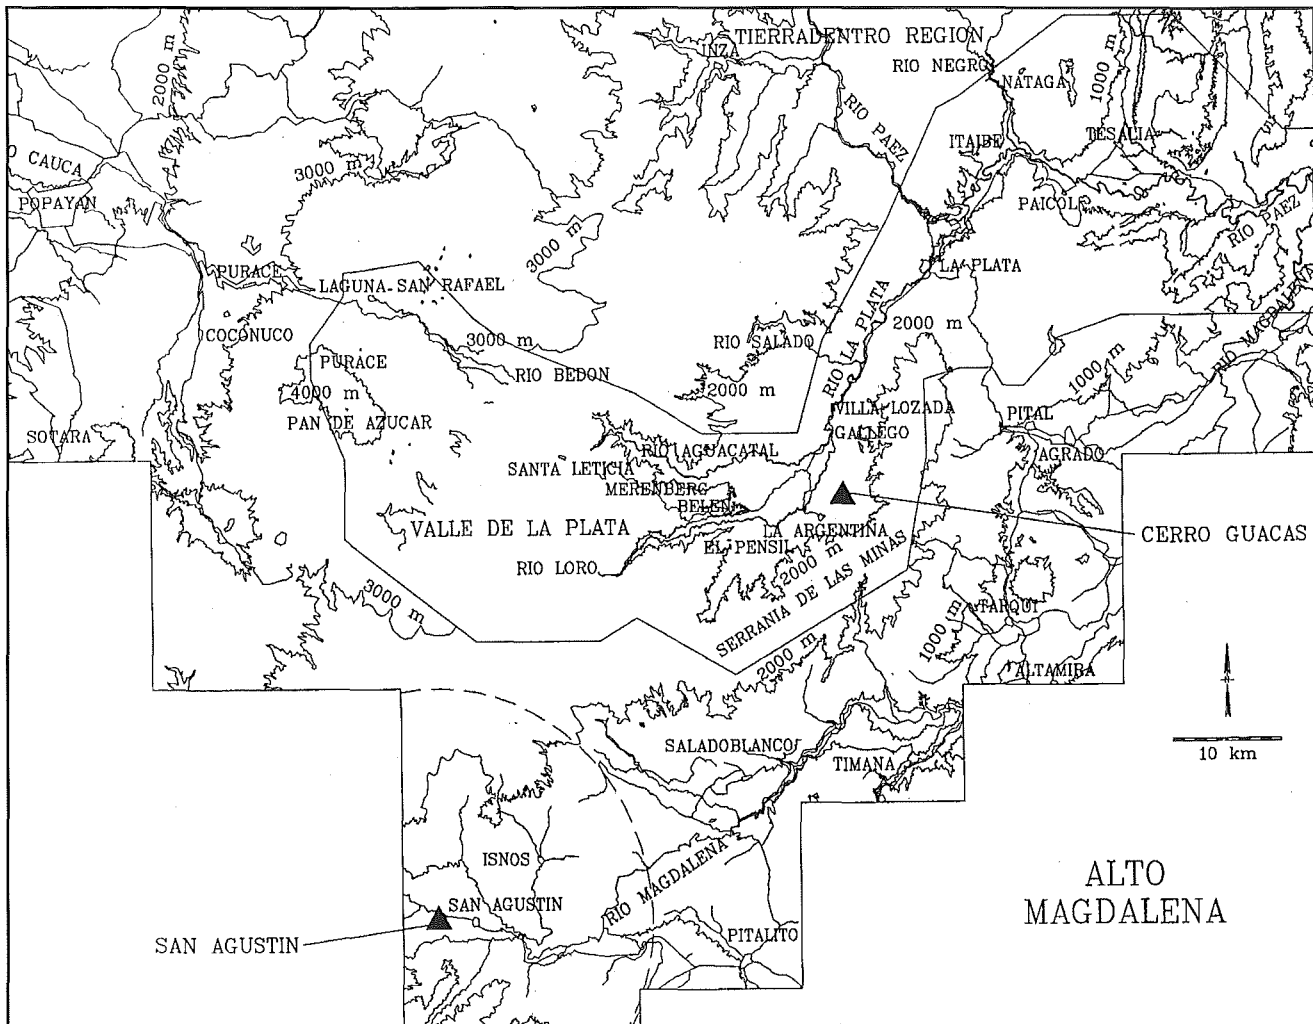 TIERRADENTRO REGION
INZA
RIO NEGRO
NATAGA
1000 m
2000 m
RIO PAEZ
ITAIBE
TESALIA
3000 m
O CAUCA
POPAYAN
PAICOL
RIO PAEZ
3000 m
PURACE
LAGUNA SAN RAFAEL
LA PLATA
RIO MAGDALENA
COCONUCO
2000 m
RIO LA PLATA
3000 m
RIO SALADO
PURACE
RIO BEDON
1000 m
4000 m
2000 m
PAN DE AZUCAR
VILLA LOZADA
PITAL
SOTARA
GALLEGO
RIO AGUACATAL
AGRADO
SANTA LETICIA
MERENBERG
BELEN
VALLE DE LA PLATA
LA ARGENTINA
CERRO GUACAS
EL PENSIL
RIO LORO
2000 m
3000 m
SERRANIA DE LAS MINAS
TARQUI
1000 m
2000 m
ALTAMIRA
SALADOBLANCO
TIMANA
10 km
ISNOS
RIO MAGDALENA
ALTO
MAGDALENA
SAN AGUSTIN
PITALITO
SAN AGUSTIN